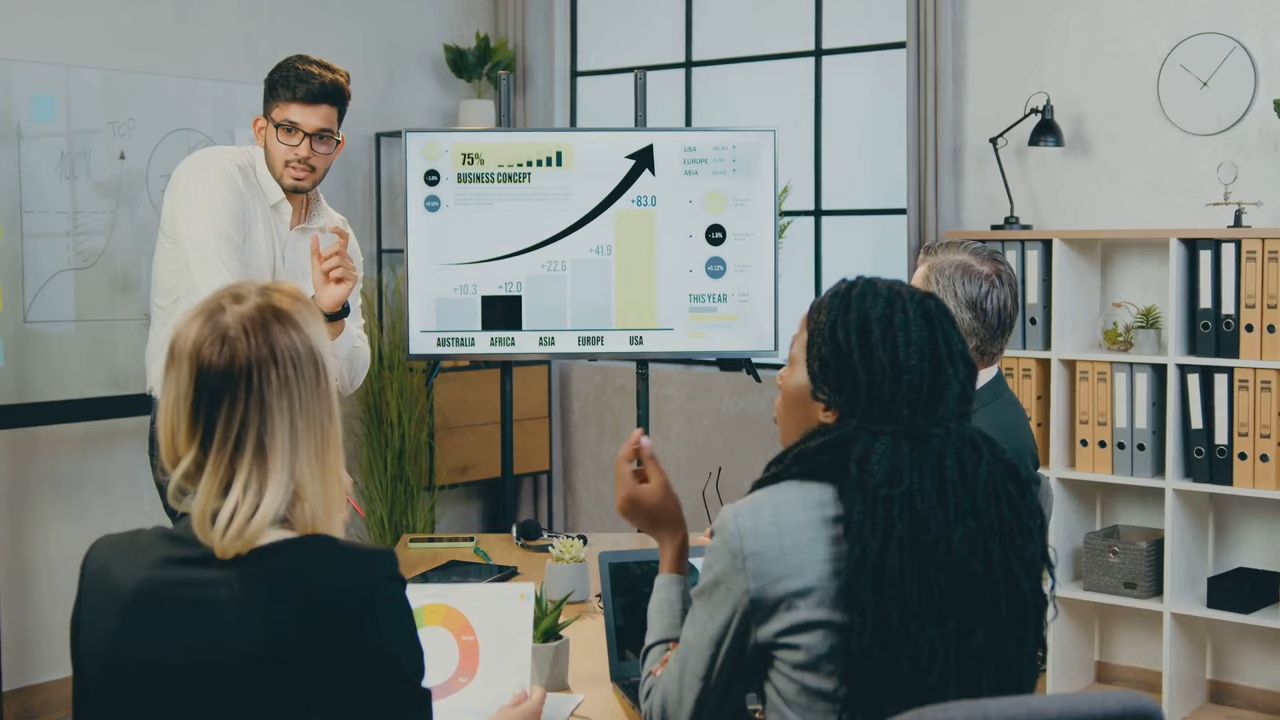 TOP
100%
75%
BUSINESS CONCEPT
+10.3
+12.0
+22.6
+41.9
+83.0
AUSTRALIA AFRICA ASIA EUROPE USA
USA
EUROPE
ASIA
-1.8%
+0.12%
THIS YEAR